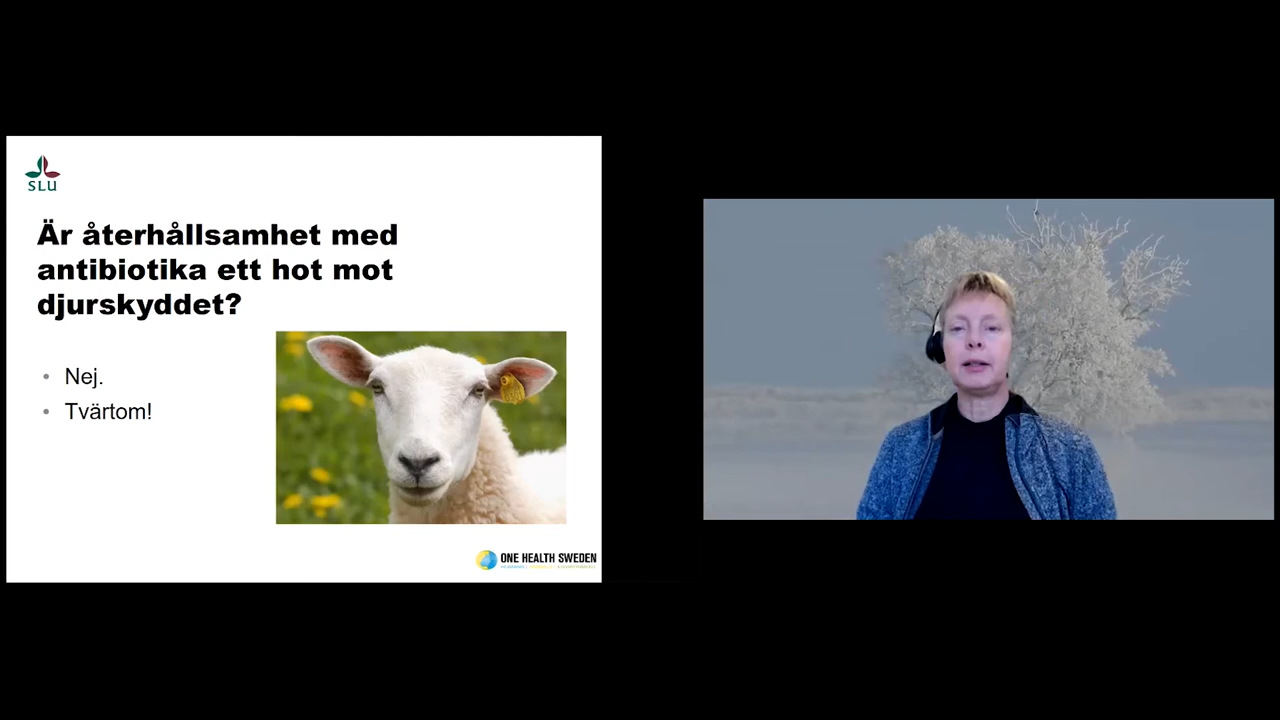 SLU
Är återhållsamhet med
antibiotika ett hot mot
djurskyddet?
• Nej.
• Tvärtom!
ONE HEALTH SWEDEN